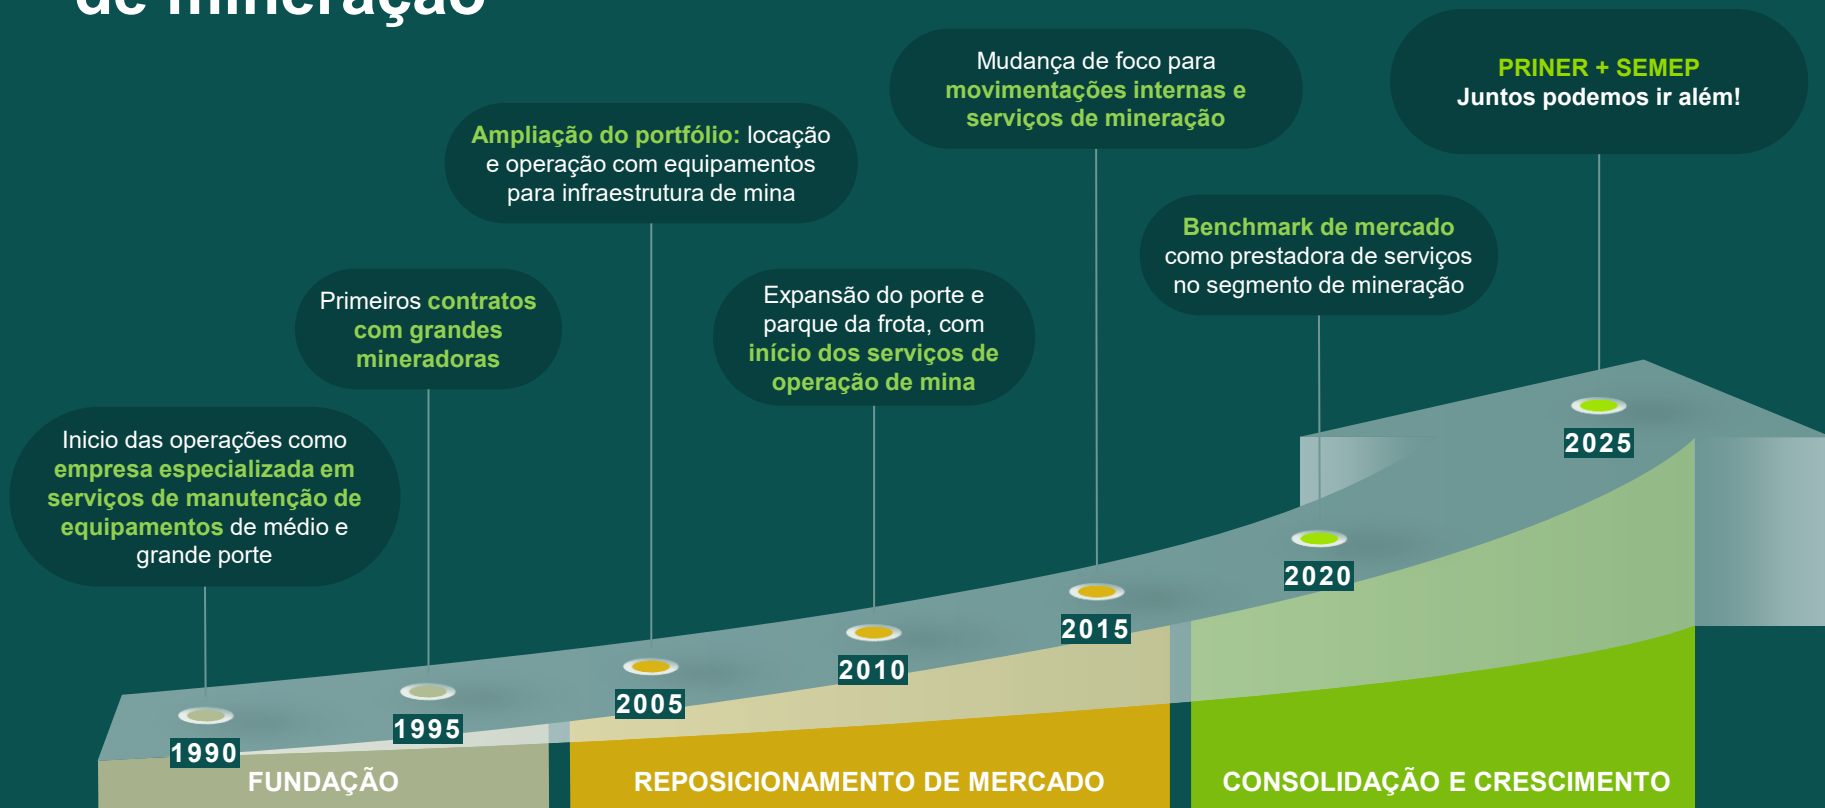 de mineração
Inicio das operações como
empresa especializada em
serviços de manutenção de
equipamentos de médio e
grande porte
Primeiros contratos
com grandes
mineradoras
Ampliação do portfólio: locação
e operação com equipamentos
para infraestrutura de mina
Expansão do porte e
parque da frota, com
início dos serviços de
operação de mina
Mudança de foco para
movimentações internas e
serviços de mineração
Benchmark de mercado
como prestadora de serviços
no segmento de mineração
PRINER + SEMEP
Juntos podemos ir além!
1990
1995
2005
2010
2015
2020
2025
FUNDAÇÃO
REPOSICIONAMENTO DE MERCADO
CONSOLIDAÇÃO E CRESCIMENTO